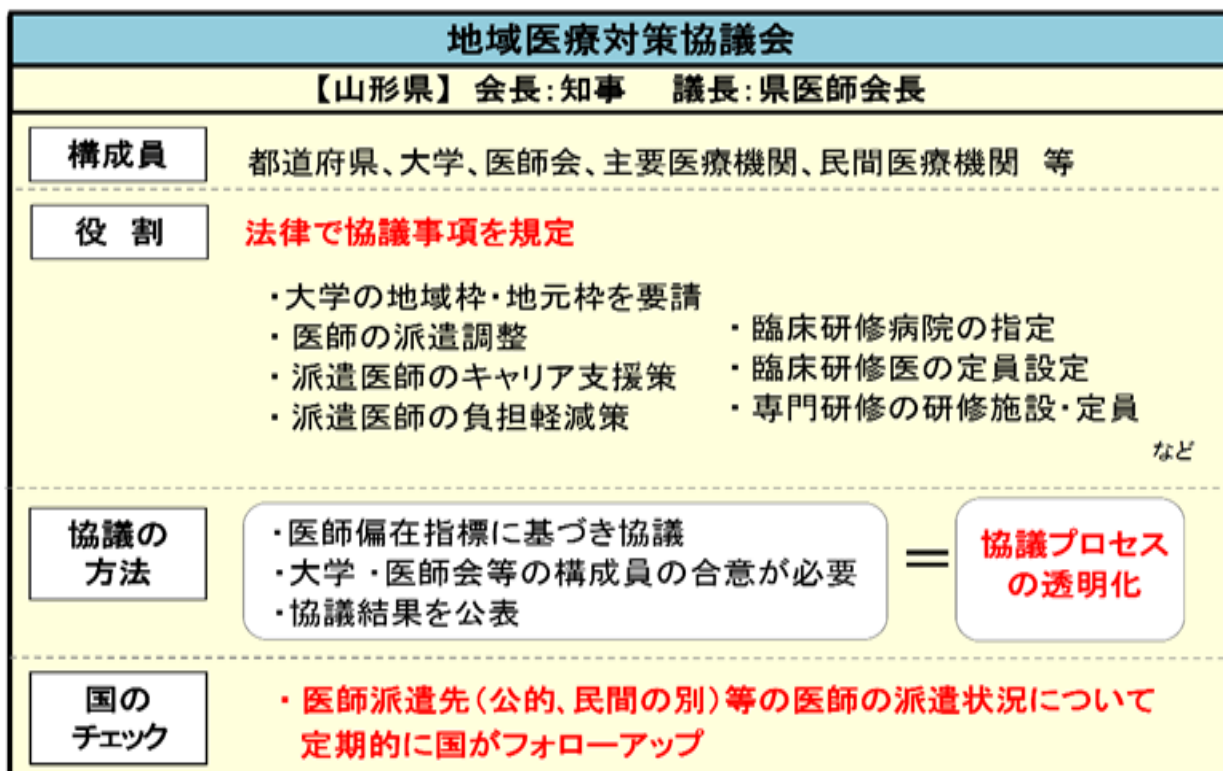 地域医療対策協議会
【山形県】 会長:知事　議長:県医師会長
構成員
都道府県、大学、医師会、主要医療機関、民間医療機関　等
役 割
法律で協議事項を規定
・大学の地域枠・地元枠を要請
・医師の派遣調整
・派遣医師のキャリア支援策
・派遣医師の負担軽減策
・臨床研修病院の指定
・臨床研修医の定員設定
・専門研修の研修施設・定員
など
協議の
方法
・医師偏在指標に基づき協議
・大学・医師会等の構成員の合意が必要
・協議結果を公表
＝
協議プロセス
の透明化
国の
チェック
・医師派遣先(公的、民間の別)等の医師の派遣状況について
定期的に国がフォローアップ